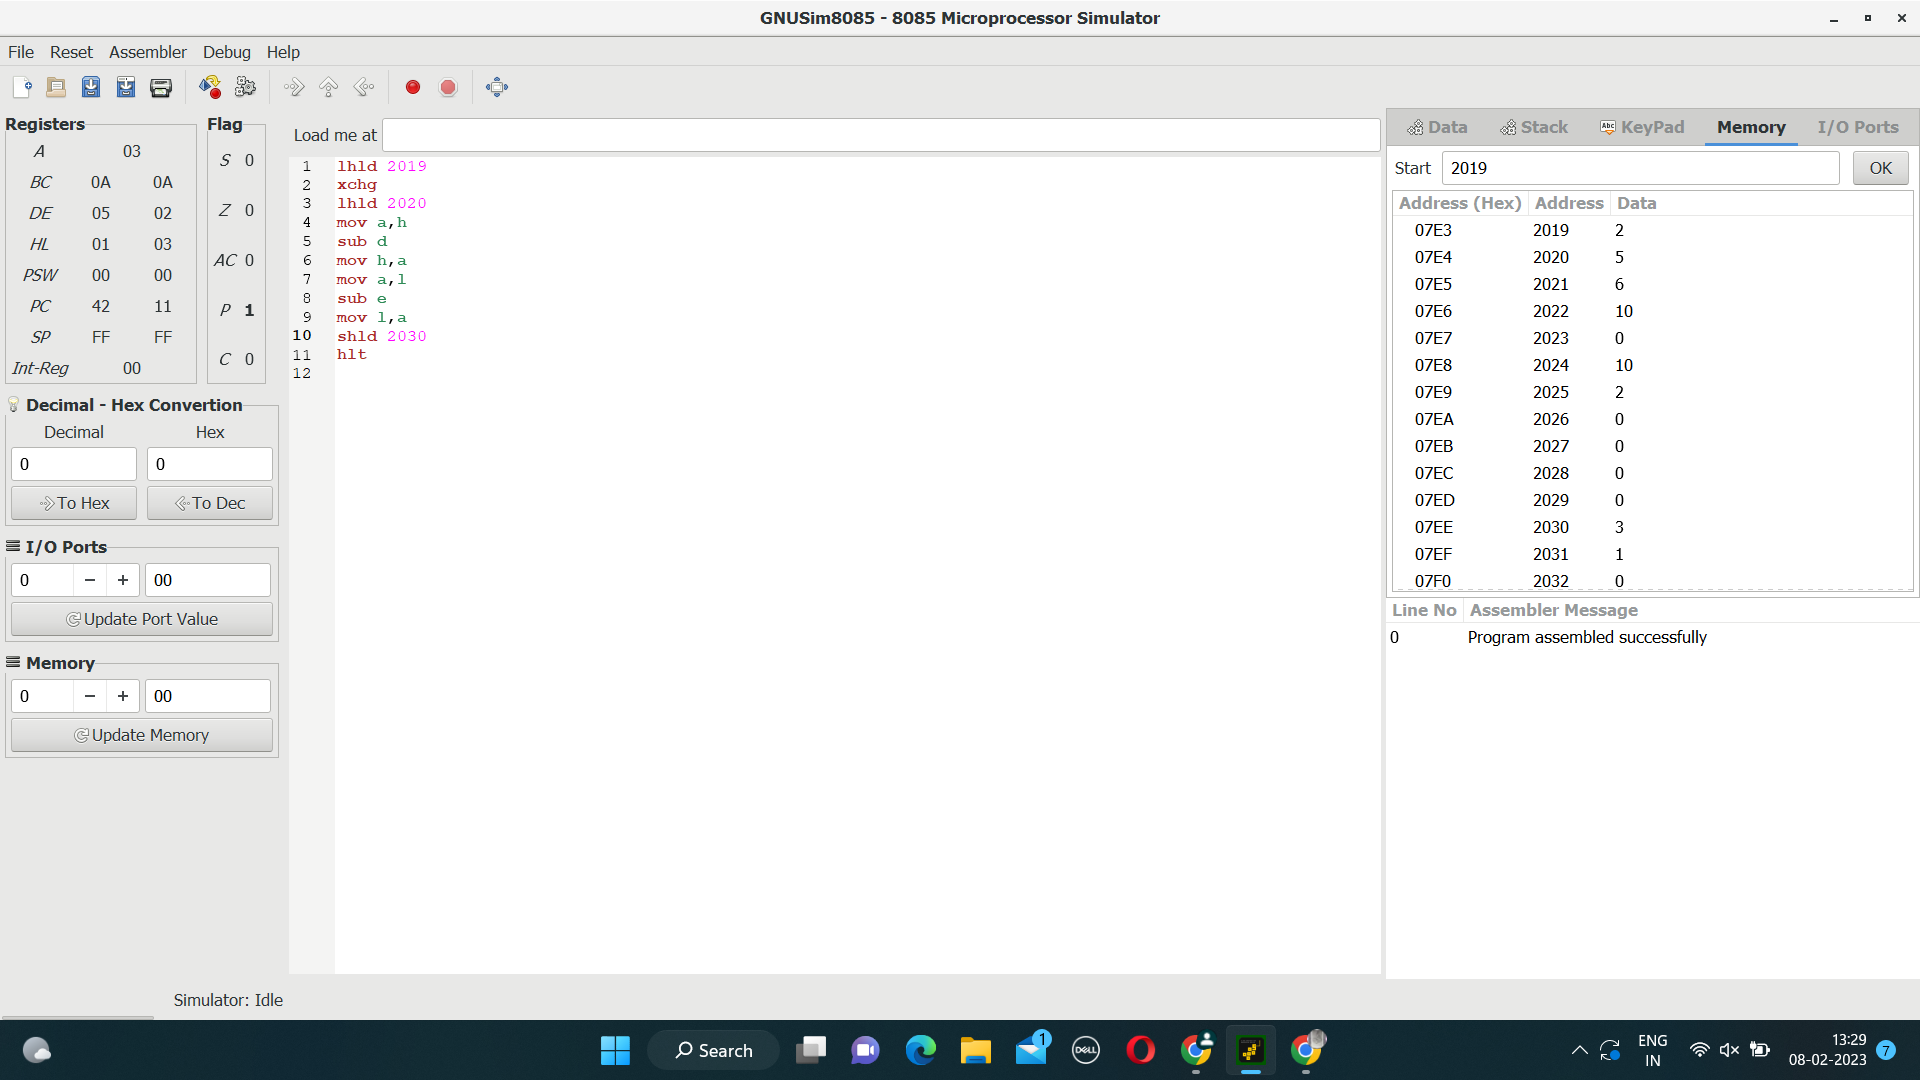 GNUSim8085 - 8085 Microprocessor Simulator
File Reset Assembler Debug Help
Registers
A 03
BC 0A 0A
DE 05 02
HL 01 03
PSW 00 00
PC 42 11
SP FF FF
Int-Reg 00
Flag
S 0
Z 0
AC 0
P 1
C 0
Decimal - Hex Convertion
Decimal Hex
0 0
To Hex To Dec
I/O Ports
0 − + 00
Update Port Value
Memory
0 − + 00
Update Memory
Load me at
1 lhld 2019
2 xchg
3 lhld 2020
4 mov a,h
5 sub d
6 mov h,a
7 mov a,l
8 sub e
9 mov l,a
10 shld 2030
11 hlt
12
Data Stack Abc KeyPad Memory I/O Ports
Start 2019 OK
Address (Hex) Address Data
07E3 2019 2
07E4 2020 5
07E5 2021 6
07E6 2022 10
07E7 2023 0
07E8 2024 10
07E9 2025 2
07EA 2026 0
07EB 2027 0
07EC 2028 0
07ED 2029 0
07EE 2030 3
07EF 2031 1
07F0 2032 0
Line No Assembler Message
0 Program assembled successfully
Simulator: Idle
Search
1
DELL
ENG
IN
13:29
08-02-2023
7